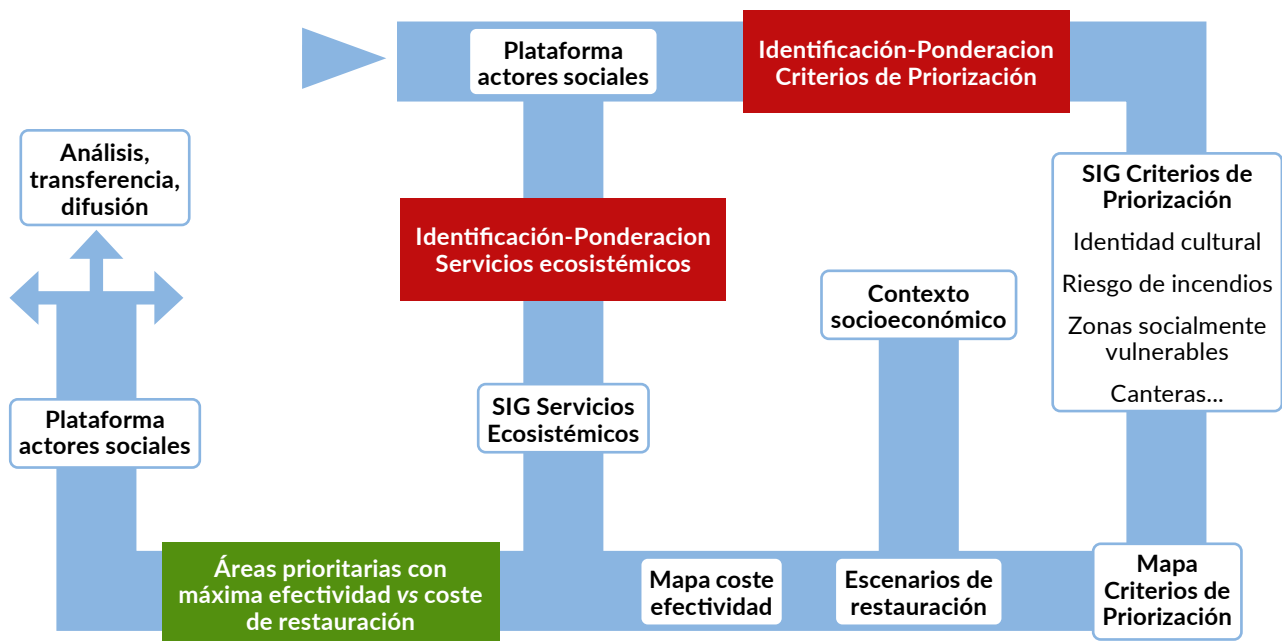 Plataforma
actores sociales
Identificación-Ponderacion
Criterios de Priorización
Análisis,
transferencia,
difusión
SIG Criterios de
Priorización
Identidad cultural
Riesgo de incendios
Zonas socialmente
vulnerables
Canteras...
Identificación-Ponderacion
Servicios ecosistémicos
Contexto
socioeconómico
Plataforma
actores sociales
SIG Servicios
Ecosistémicos
Áreas prioritarias con
máxima efectividad vs coste
de restauración
Mapa coste
efectividad
Escenarios de
restauración
Mapa
Criterios de
Priorización